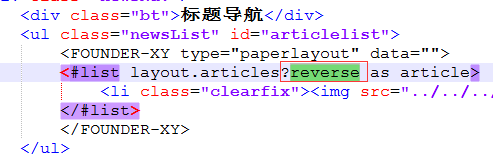 <div class="bt">标题导航</div>
<ul class="newsList" id="articlelist">
<FOUNDER-XY type="paperlayout" data="">
<#list layout.articles?reverse as article>
<li class="clearfix"><img src="../../../
</#list>
</FOUNDER-XY>
</ul>